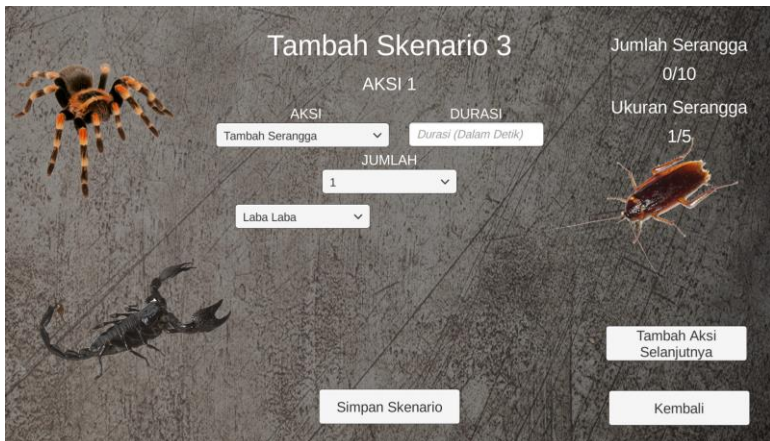 Tambah Skenario 3
AKSI 1
AKSI
DURASI
Tambah Serangga
Durasi (Dalam Detik)
JUMLAH
1
Laba Laba
Jumlah Serangga
0/10
Ukuran Serangga
1/5
Tambah Aksi
Selanjutnya
Simpan Skenario
Kembali